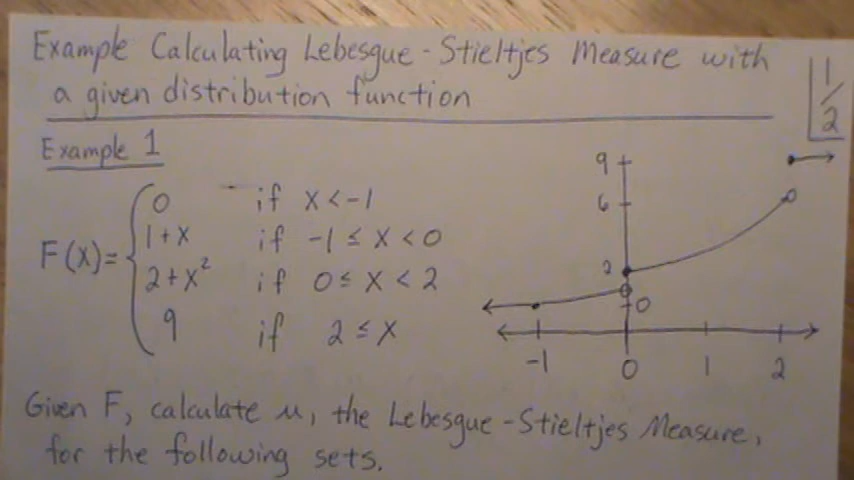 Example Calculating Lebesgue-Stieltjes Measure with
a given distribution function
1/2
Example 1
F(x)= { 0 if x < -1
1+x if -1 ≤ x < 0
2+x² if 0 ≤ x < 2
9 if 2 ≤ x
9
6
2
0
-1 0 1 2
Given F, calculate μ, the Lebesgue-Stieltjes Measure,
for the following sets.